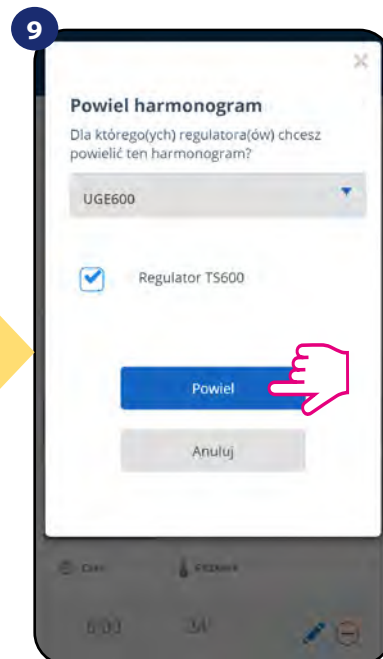 9
Powiel harmonogram
Dla którego(ych) regulatora(ów) chcesz
powielić ten harmonogram?
UGE600
Regulator TS600
Powiel
Anuluj